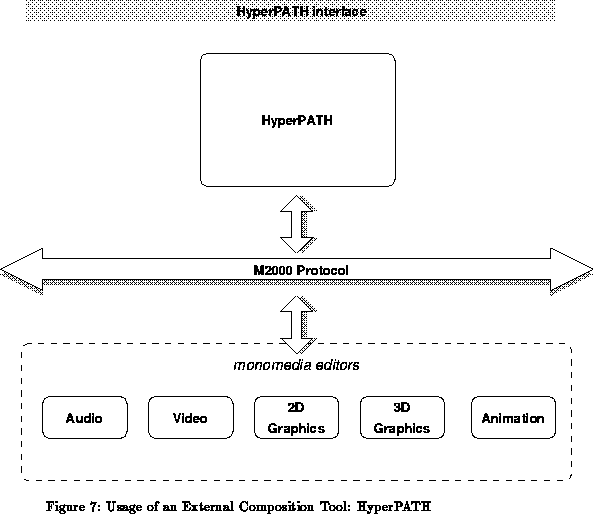 HyperPATH interface
HyperPATH
M2000 Protocol
monomedia editors
Audio
Video
2D
Graphics
3D
Graphics
Animation
Figure 7: Usage of an External Composition Tool: HyperPATH